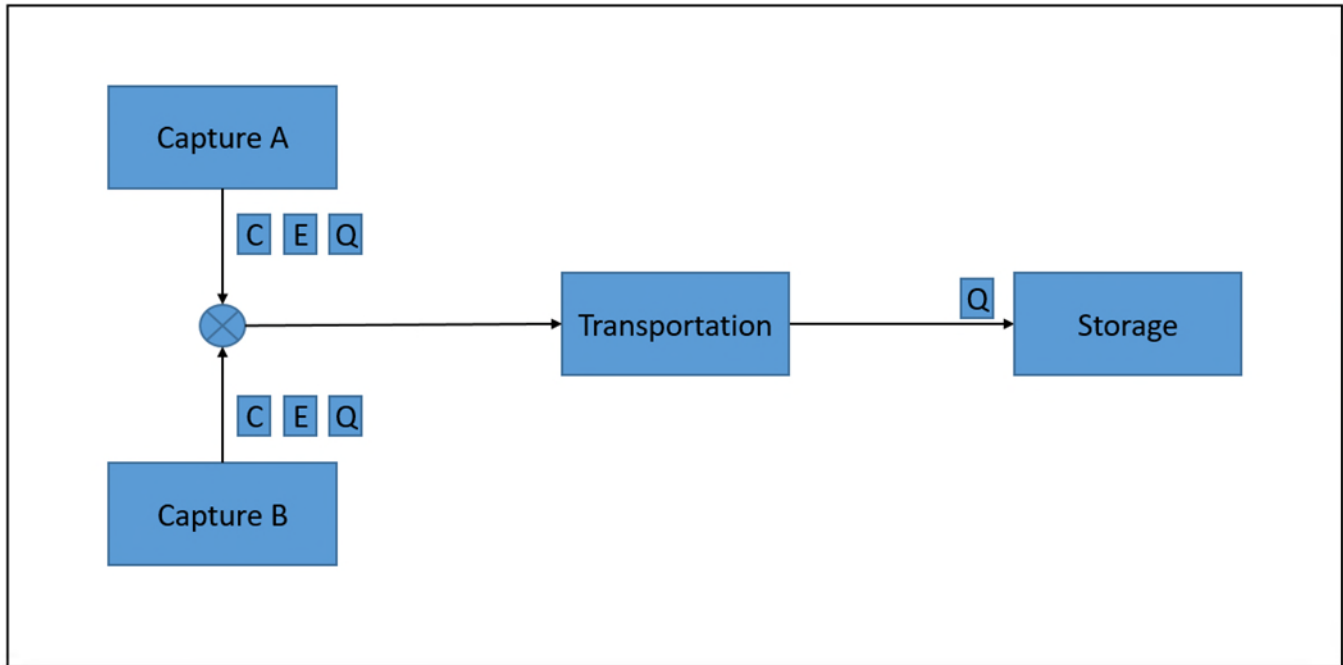 Capture A
C E Q
Transportation
Q
Storage
C E Q
Capture B